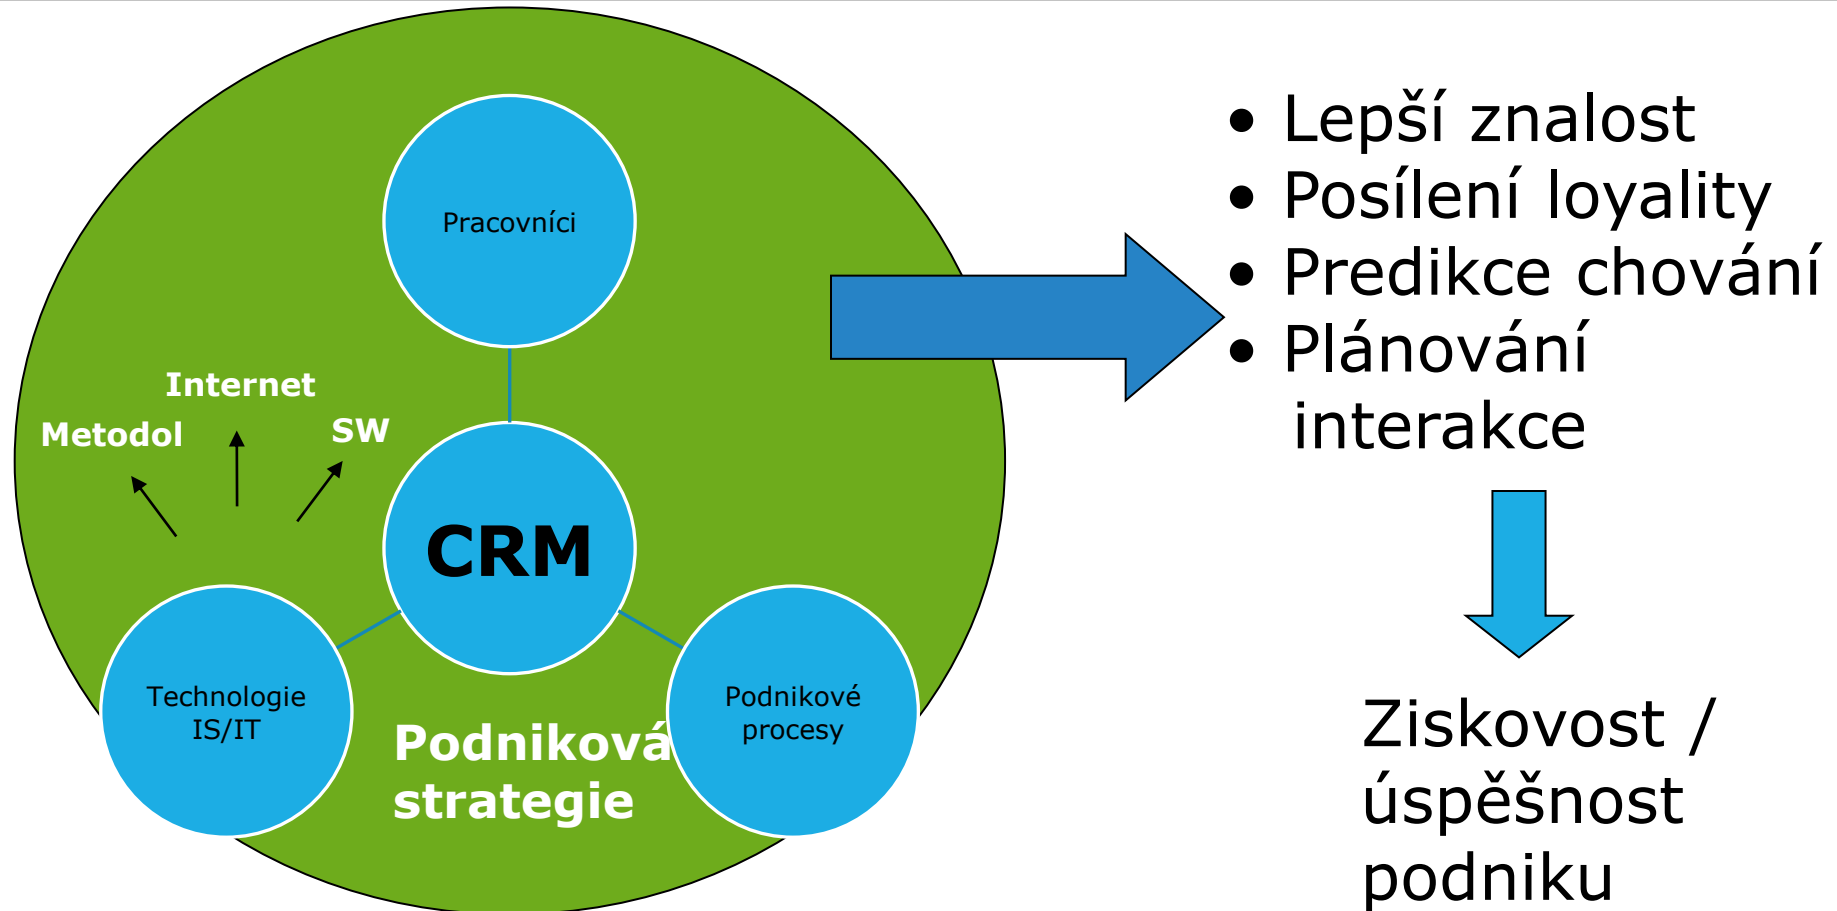 Pracovníci
Internet
Metodol
SW
CRM
Technologie
IS/IT
Podniková
strategie
Podnikové
procesy
• Lepší znalost
• Posílení loyality
• Predikce chování
• Plánování
interakce
Ziskovost /
úspěšnost
podniku